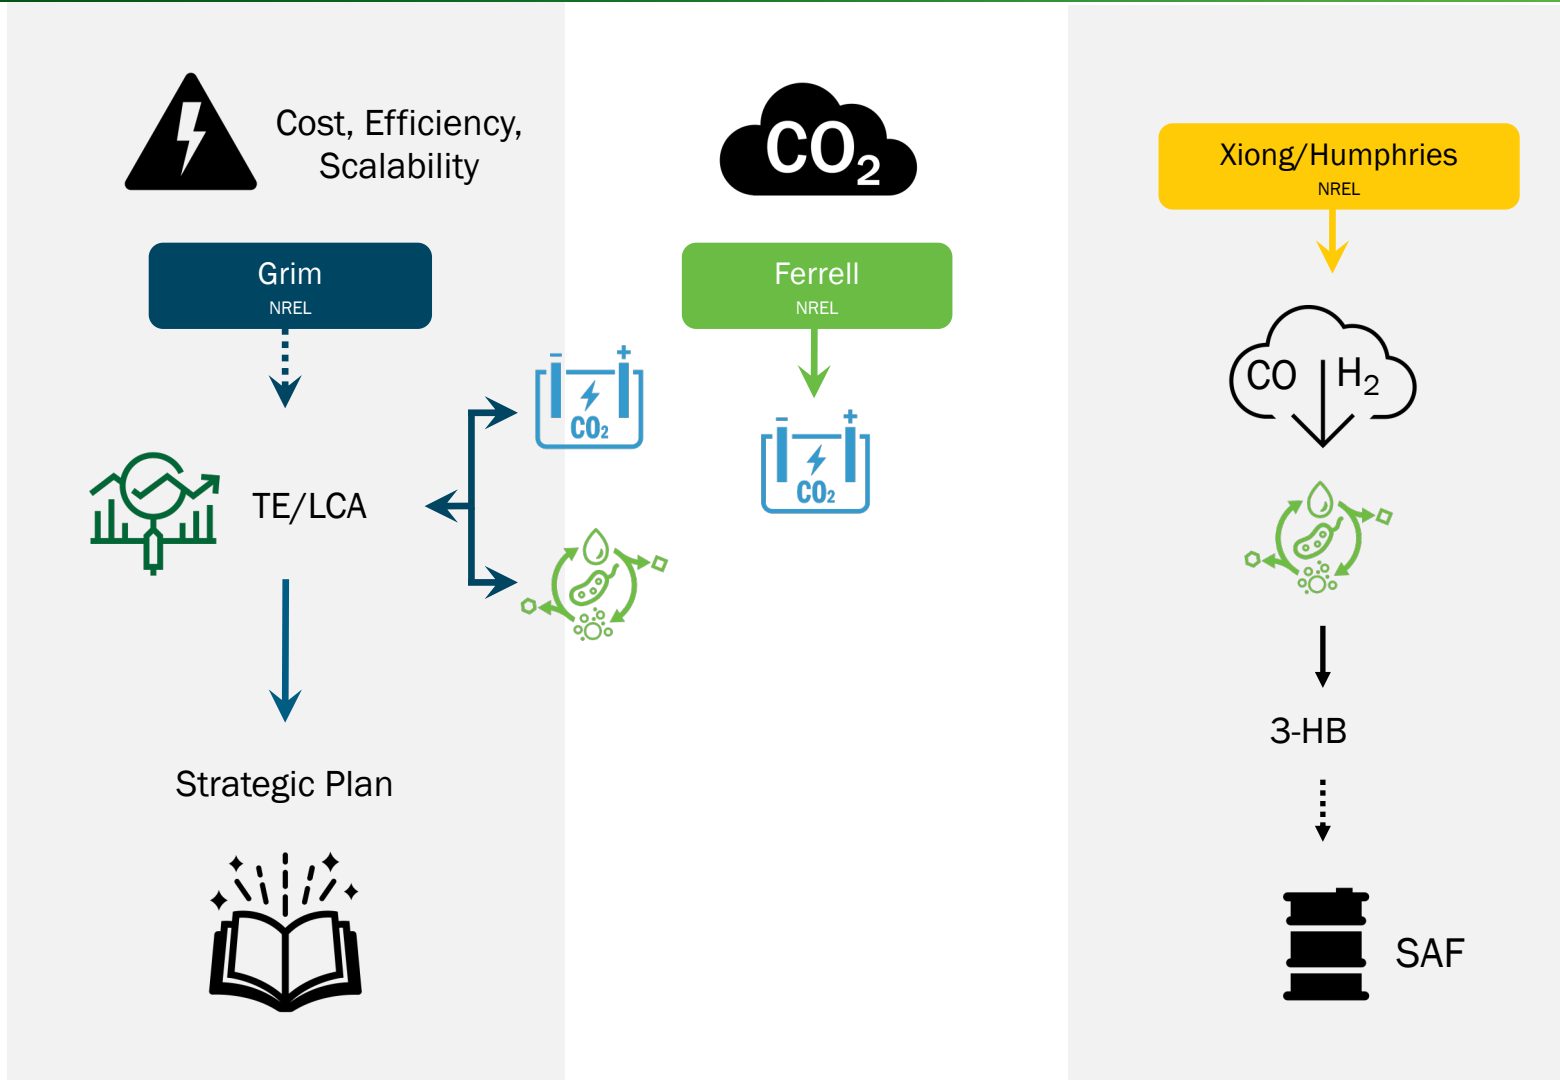 Cost, Efficiency,
Scalability
Grim
NREL
TE/LCA
Strategic Plan
CO₂
Ferrell
NREL
− +
CO₂
− +
CO₂
Xiong/Humphries
NREL
CO H₂
3-HB
SAF